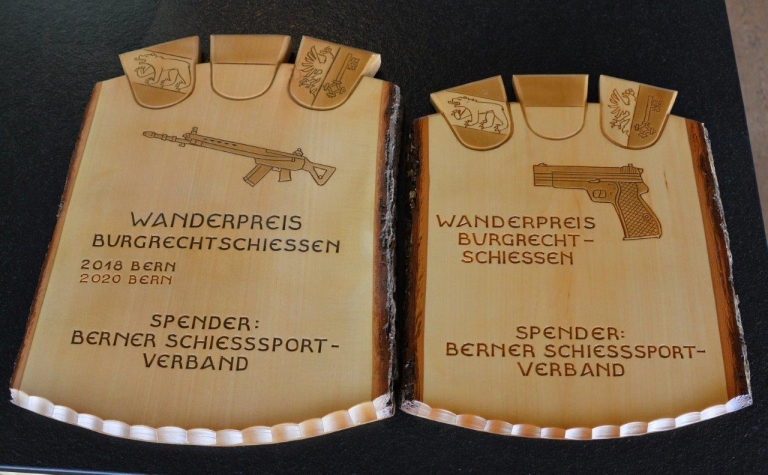 WANDERPREIS
BURGRECHTSCHIESSEN
2018 BERN
2020 BERN
SPENDER:
BERNER SCHIESSSPORT-
VERBAND
WANDERPREIS
BURGRECHT-
SCHIESSEN
SPENDER:
BERNER SCHIESSSPORT-
VERBAND